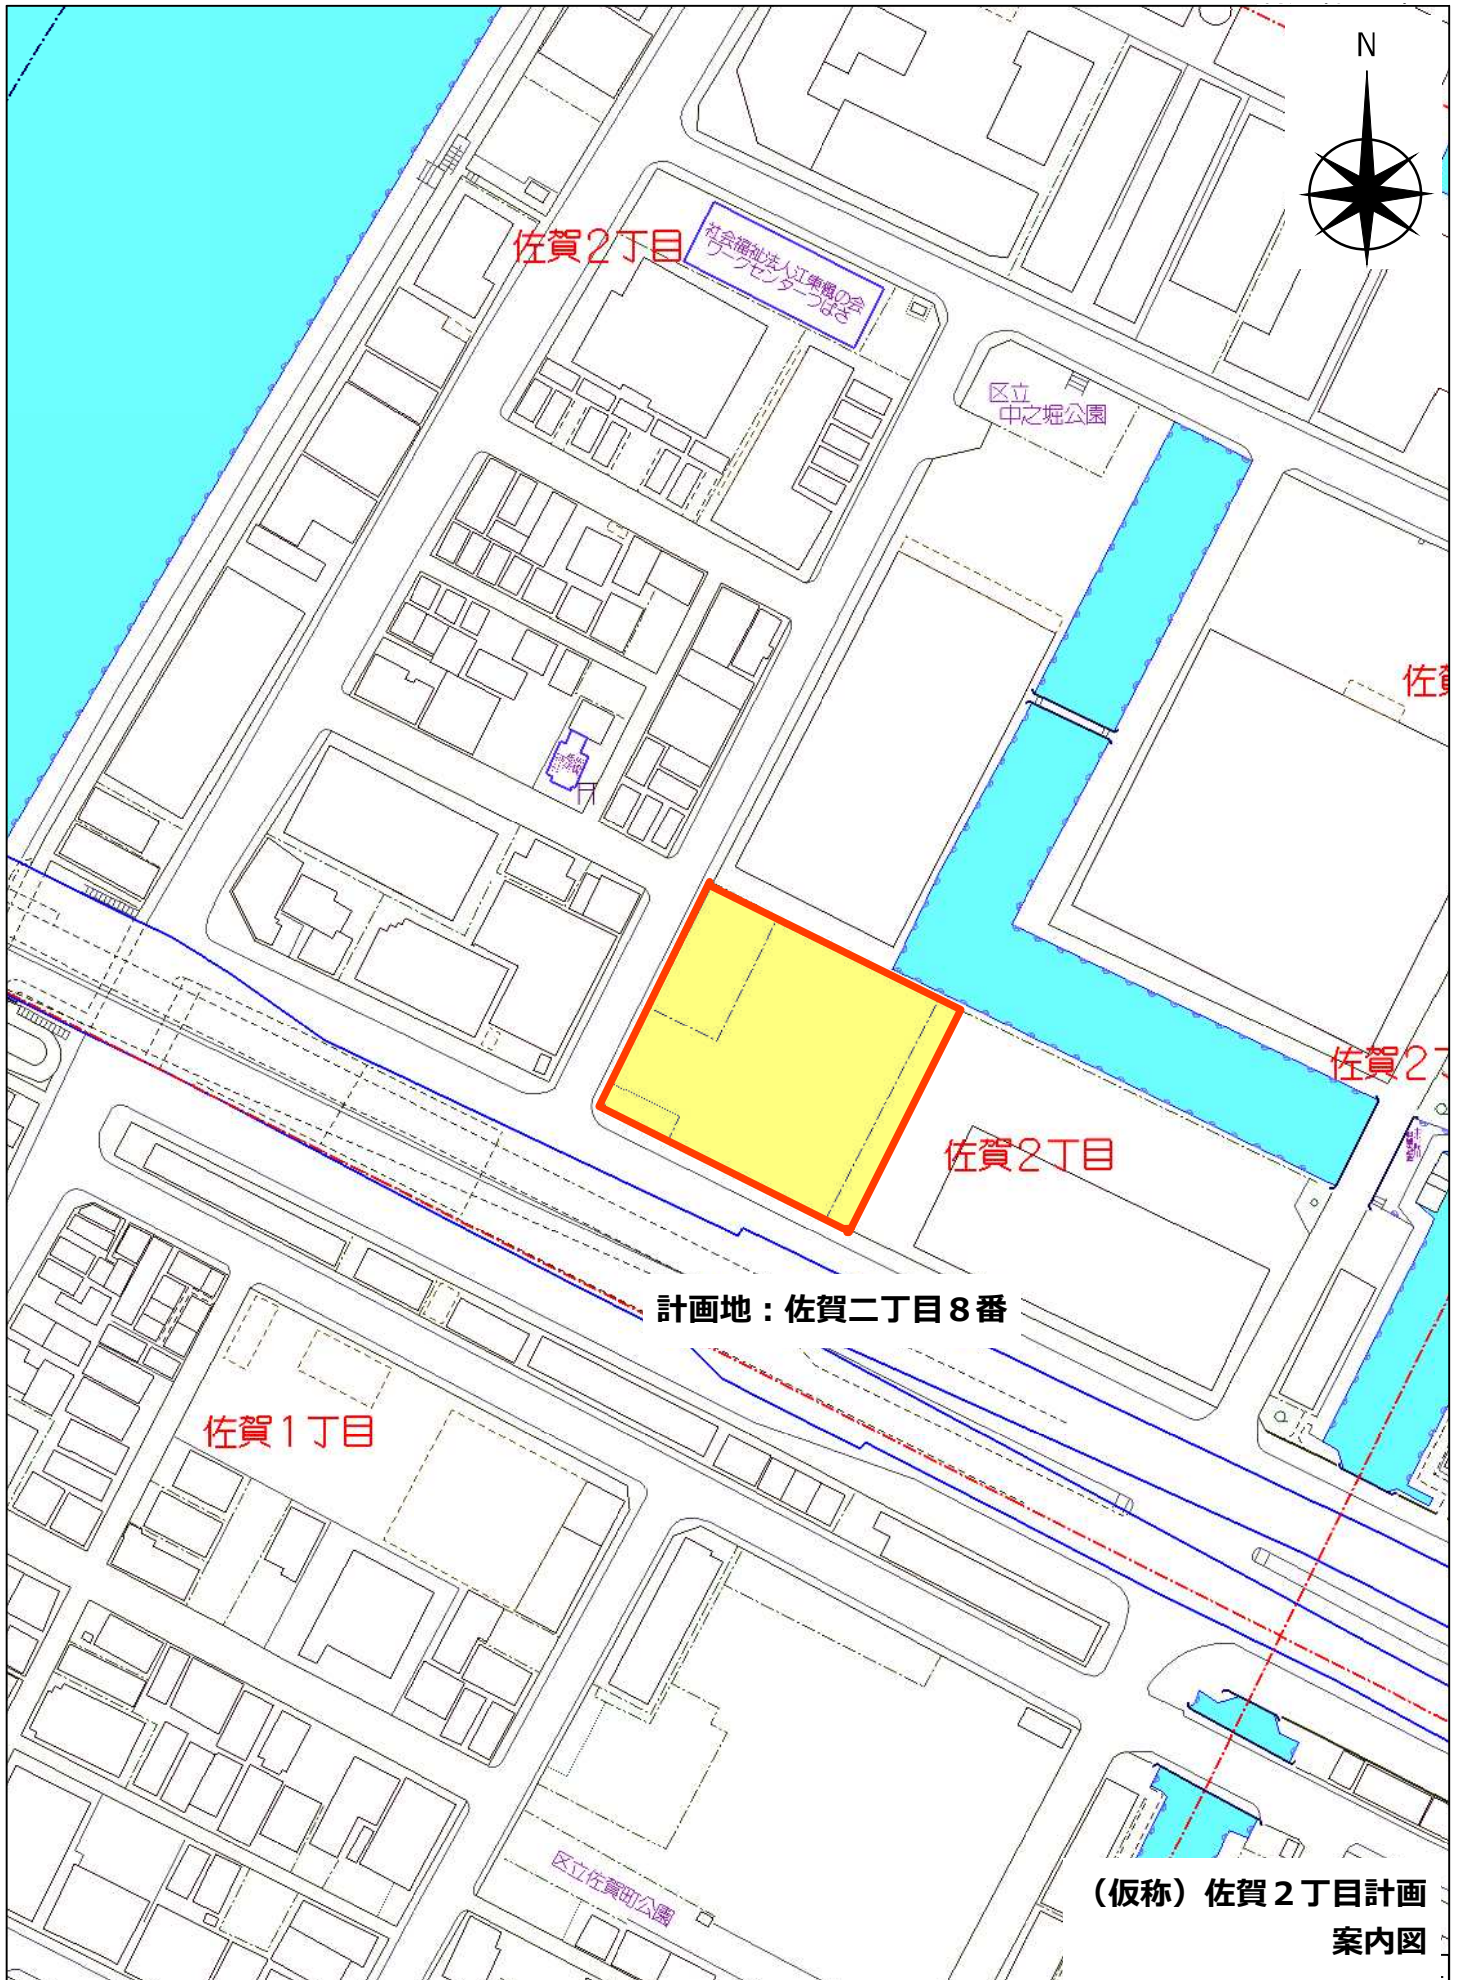 N
佐賀2丁目
社会福祉法人江東楓の会
ワークセンターつばさ
区立
中之堀公園
佐賀
佐賀2丁
佐賀2丁目
計画地：佐賀二丁目８番
佐賀1丁目
区立佐賀町公園
（仮称）佐賀２丁目計画
案内図